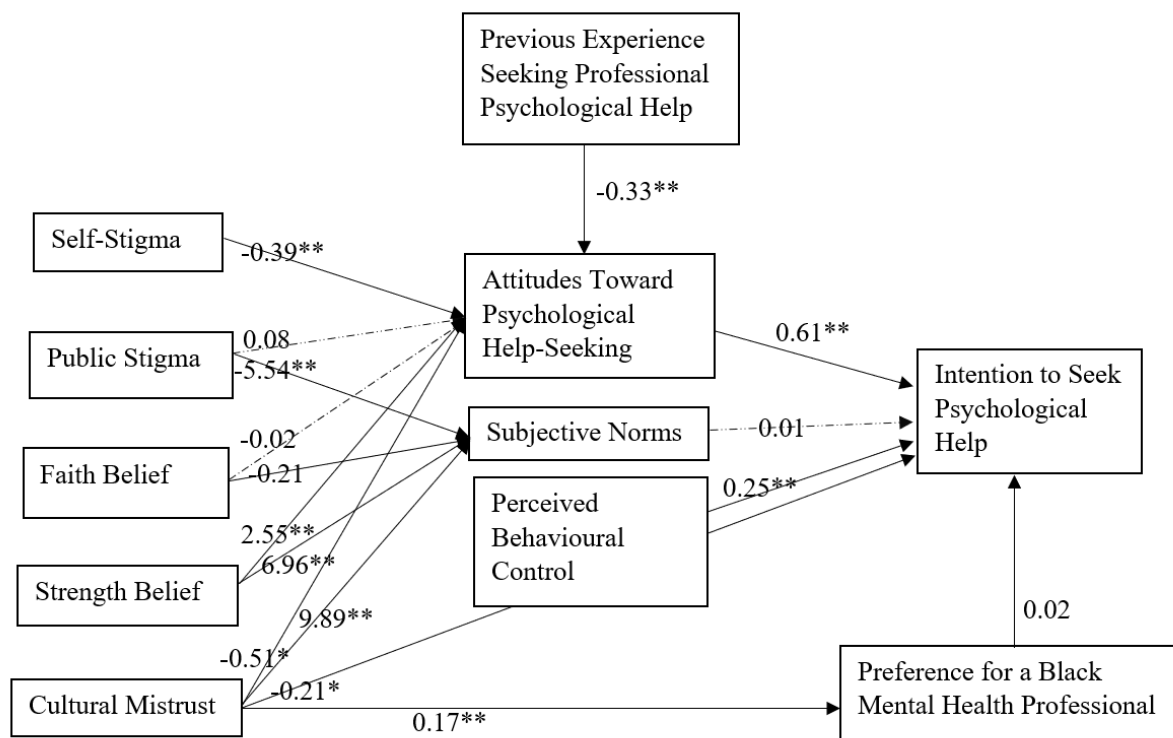 Previous Experience
Seeking Professional
Psychological Help
-0.33**
Self-Stigma
-0.39**
Attitudes Toward
Psychological
Help-Seeking
0.61**
Public Stigma
0.08
-5.54**
Intention to Seek
Psychological
Help
Subjective Norms
0.01
Faith Belief
-0.02
-0.21
Perceived
Behavioural
Control
0.25**
Strength Belief
2.55**
6.96**
9.89**
0.02
Cultural Mistrust
-0.51*
-0.21*
0.17**
Preference for a Black
Mental Health Professional